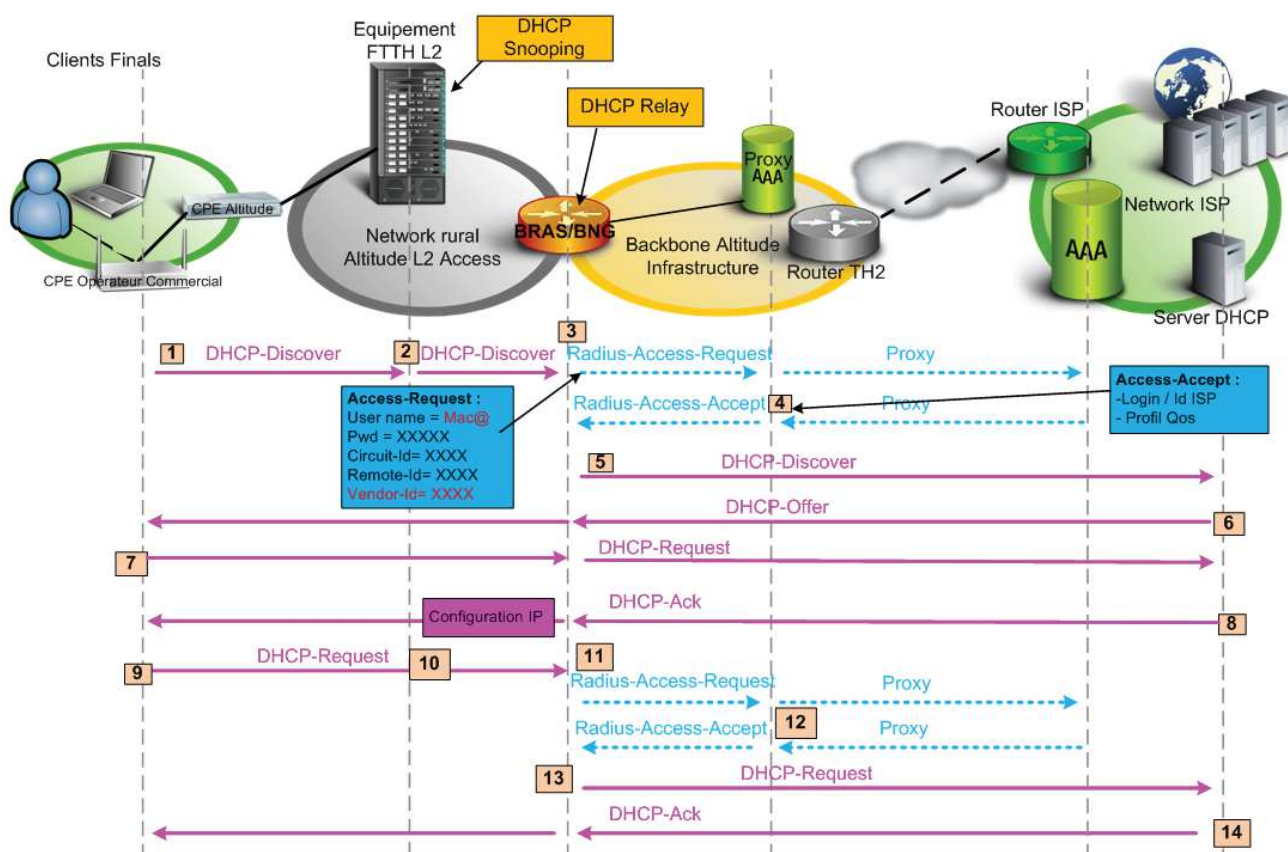 Equipement
FTTH L2
DHCP
Snooping
Clients Finals
DHCP Relay
Router ISP
Proxy
AAA
CPE Altitude
Network ISP
BRAS/BNG
Network rural
Altitude L2 Access
Backbone Altitude
Infrastructure
AAA
Router TH2
CPE Opérateur Commercial
Server DHCP
3
1
DHCP-Discover
2
DHCP-Discover
Radius-Access-Request
Proxy
Access-Request :
User name = Mac@
Pwd = XXXXX
Circuit-Id= XXXX
Remote-Id= XXXX
Vendor-Id= XXXX
Radius-Access-Accept
4
Proxy
Access-Accept :
-Login / Id ISP
- Profil Qos
5
DHCP-Discover
DHCP-Offer
6
7
DHCP-Request
Configuration IP
DHCP-Ack
8
9
DHCP-Request
10
11
Radius-Access-Request
Proxy
Radius-Access-Accept
12
Proxy
13
DHCP-Request
DHCP-Ack
14